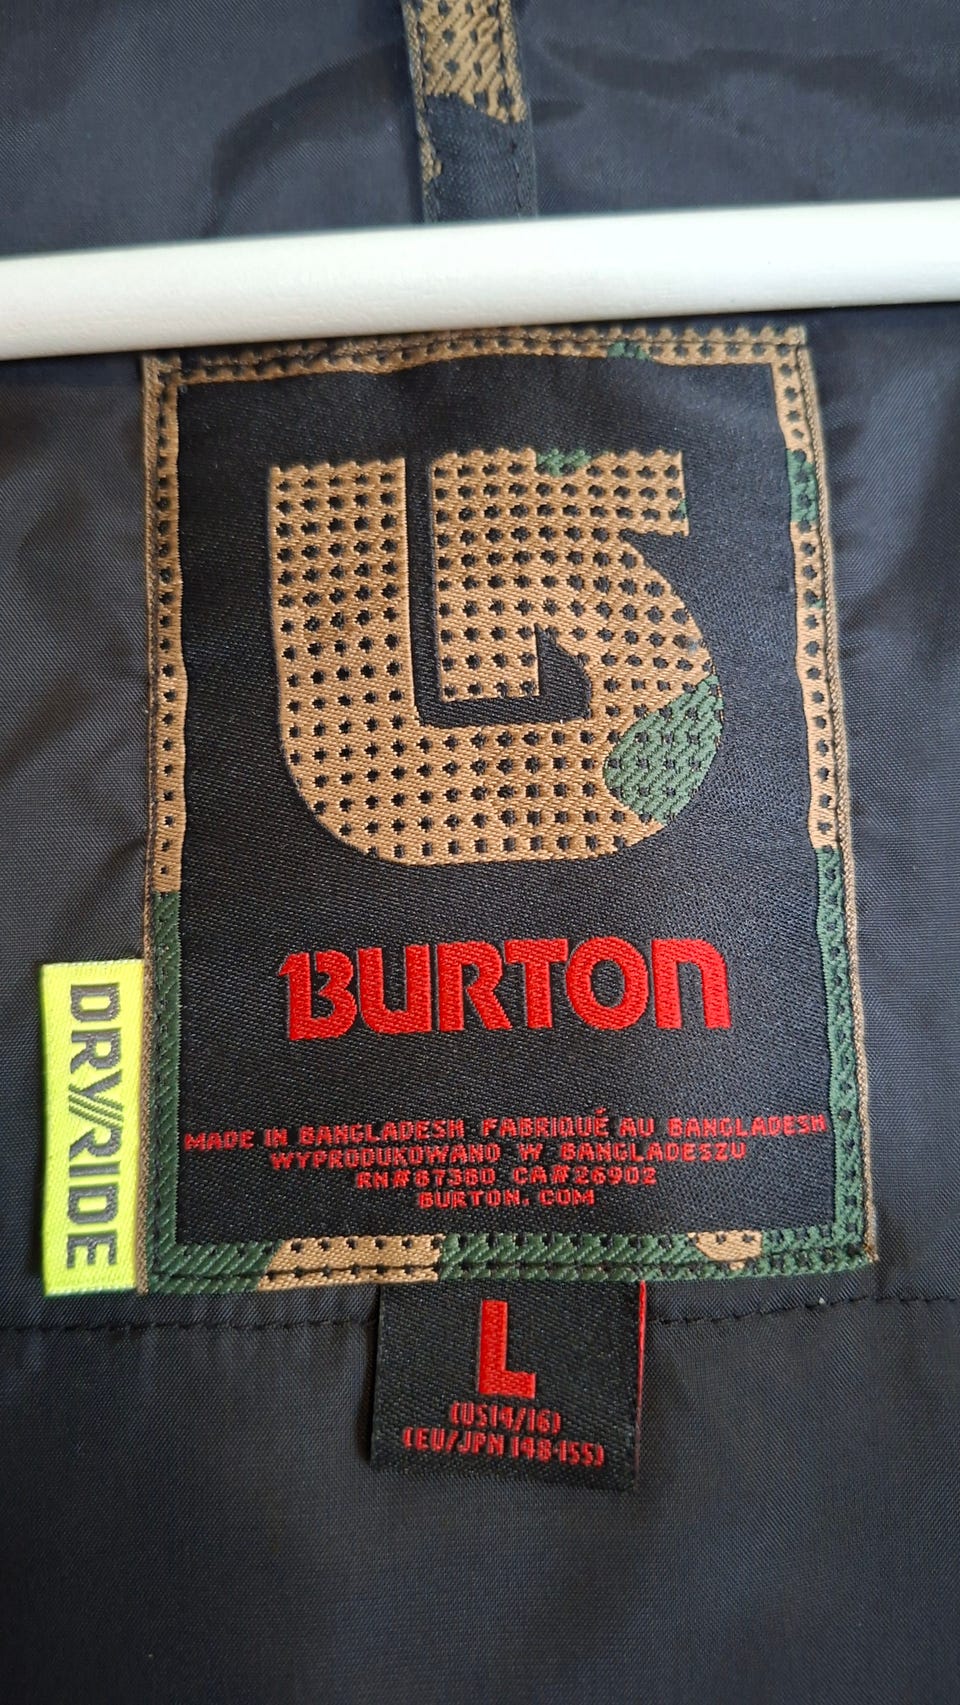 BURTON
DRY//RIDE
MADE IN BANGLADESH FABRIQUÉ AU BANGLADESH
WYPRODUKOWANO W BANGLADESZU
RN#87380 CA#26902
BURTON.COM
L
(US14/16)
(EU/JPN 148-155)